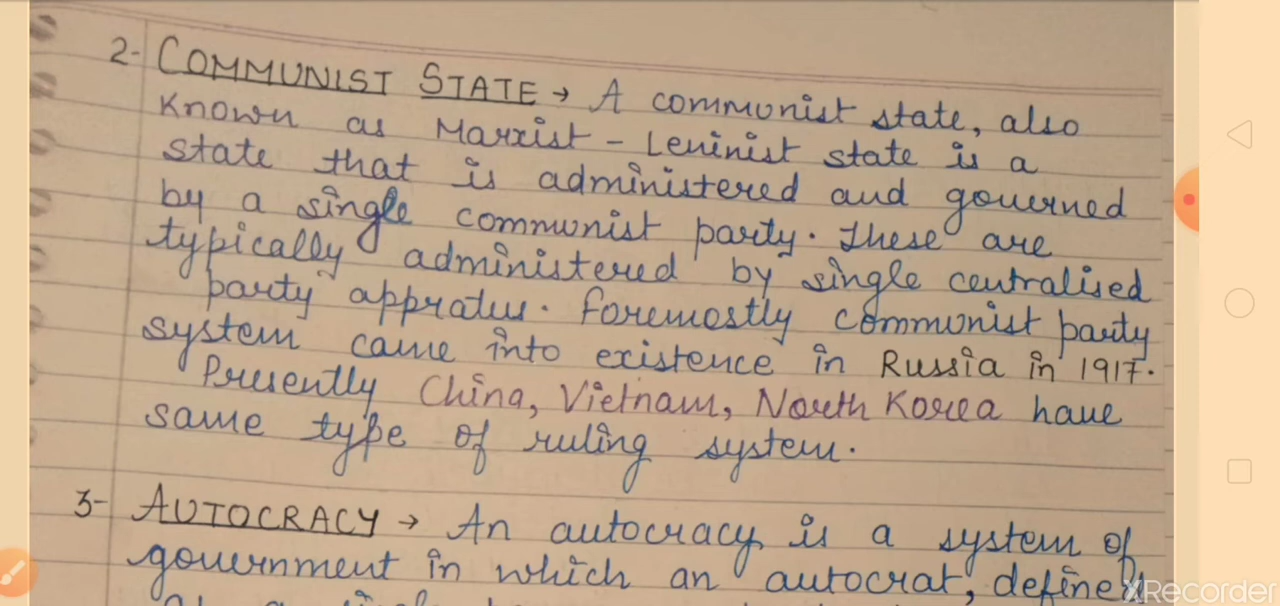 2- COMMUNIST STATE → A communist state, also
known as Marxist - Leninist state is a
state that is administered and governed
by a single communist party. These are
typically administered by single centralised
party appratus. Foremostly communist party
system came into existence in Russia in 1917.
Presently China, Vietnam, North Korea have
same type of ruling system.
3- AUTOCRACY → An autocracy is a system of
government in which an autocrat, defined
XRecorder